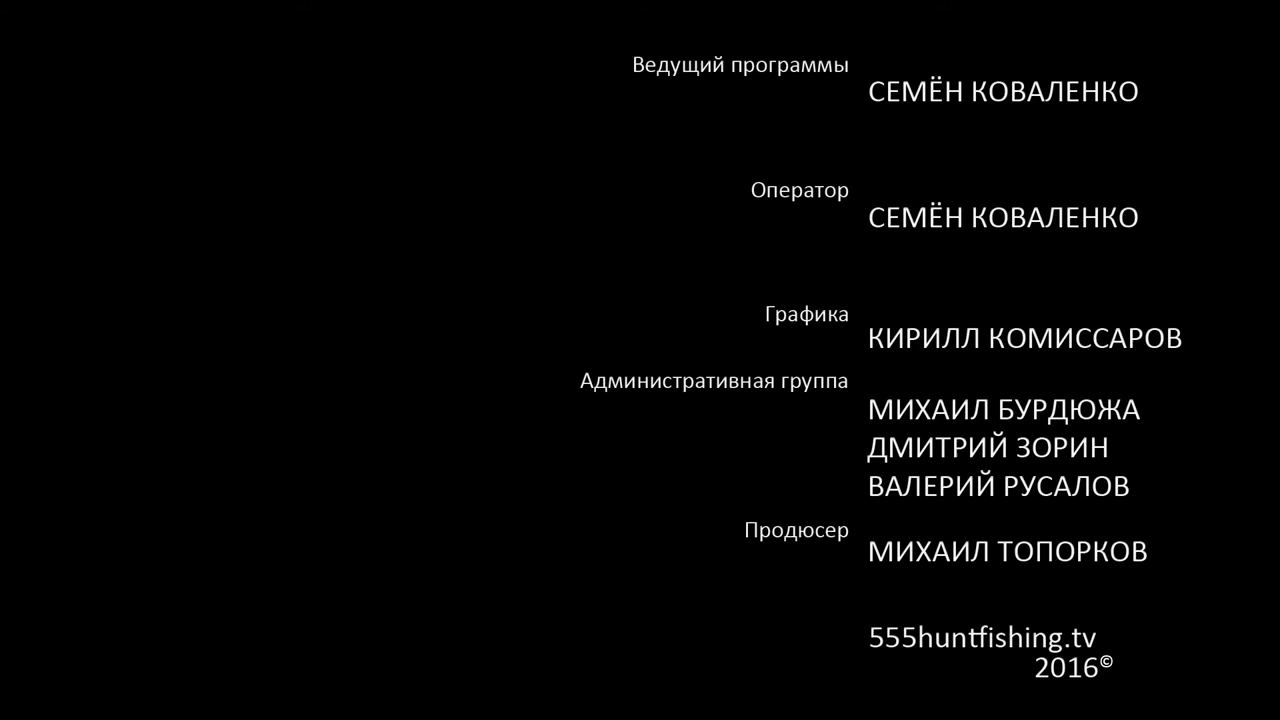 Ведущий программы
СЕМЁН КОВАЛЕНКО
Оператор
СЕМЁН КОВАЛЕНКО
Графика
КИРИЛЛ КОМИССАРОВ
Административная группа
МИХАИЛ БУРДЮЖА
ДМИТРИЙ ЗОРИН
ВАЛЕРИЙ РУСАЛОВ
Продюсер
МИХАИЛ ТОПОРКОВ
555huntfishing.tv
2016©